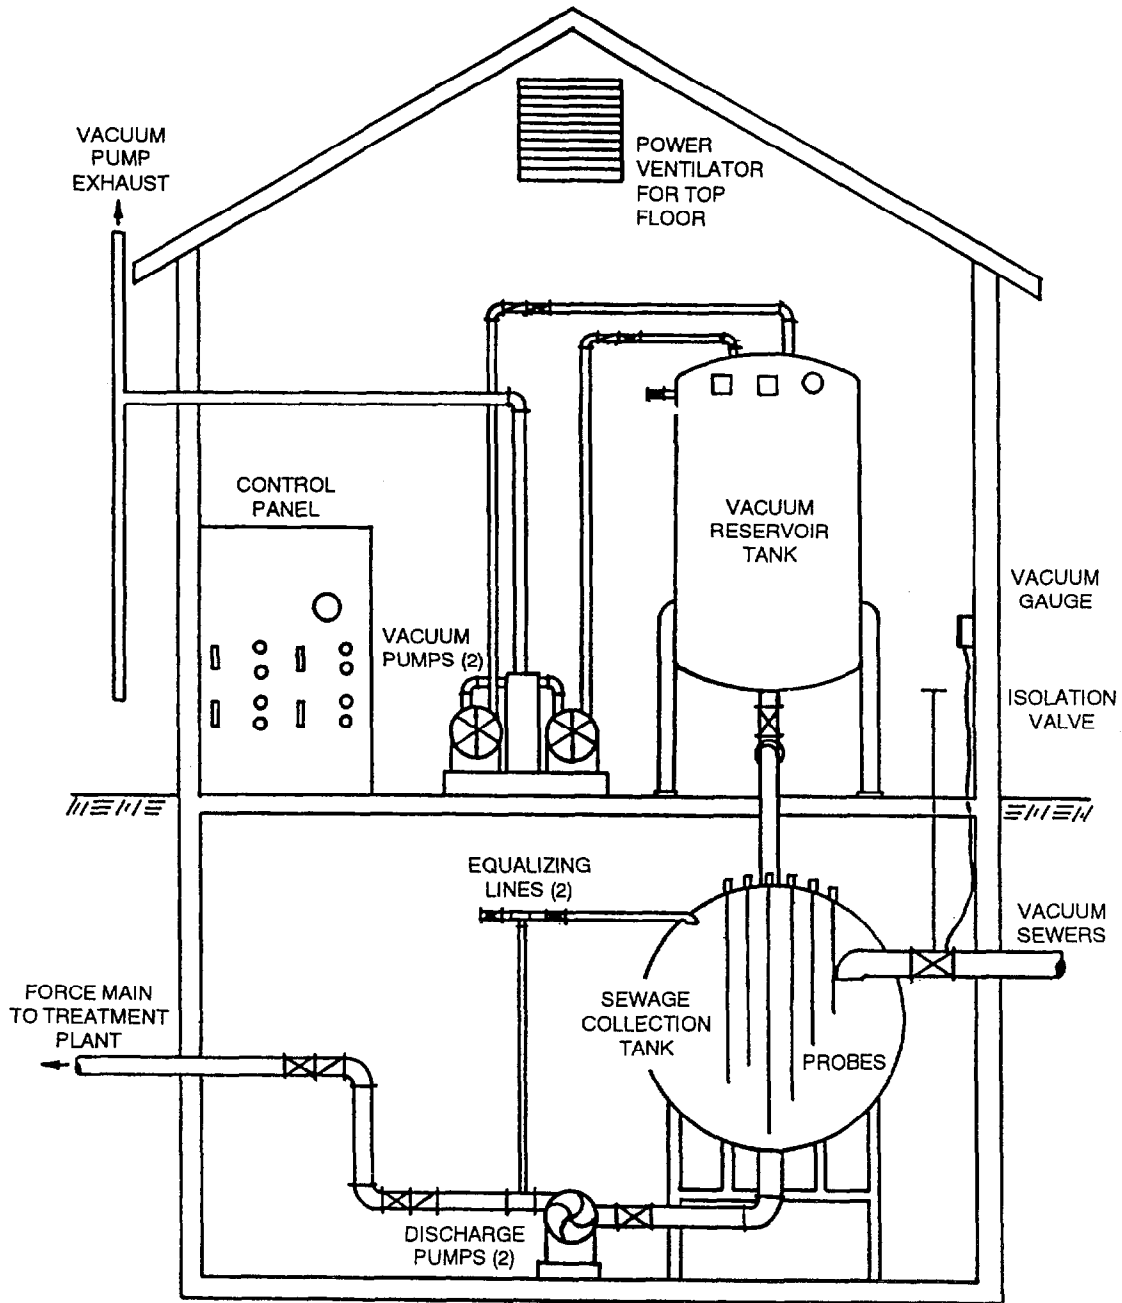 VACUUM
PUMP
EXHAUST
POWER
VENTILATOR
FOR TOP
FLOOR
CONTROL
PANEL
VACUUM
PUMPS (2)
VACUUM
RESERVOIR
TANK
VACUUM
GAUGE
ISOLATION
VALVE
EQUALIZING
LINES (2)
VACUUM
SEWERS
FORCE MAIN
TO TREATMENT
PLANT
SEWAGE
COLLECTION
TANK
PROBES
DISCHARGE
PUMPS (2)